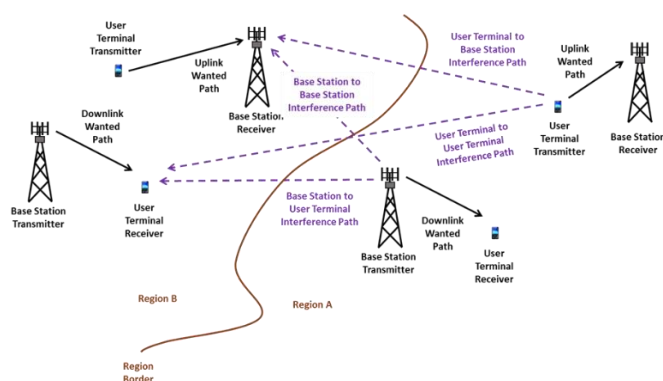 User
Terminal
Transmitter
Uplink
Wanted
Path
Base Station
Receiver
User Terminal to
Base Station
Interference Path
Uplink
Wanted
Path
Base Station to
Base Station
Interference Path
Downlink
Wanted
Path
User Terminal to
User Terminal
Interference Path
User
Terminal
Transmitter
Base Station
Receiver
Base Station
Transmitter
User
Terminal
Receiver
Base Station to
User Terminal
Interference Path
Base Station
Transmitter
Downlink
Wanted
Path
User
Terminal
Receiver
Region B
Region A
Region
Border